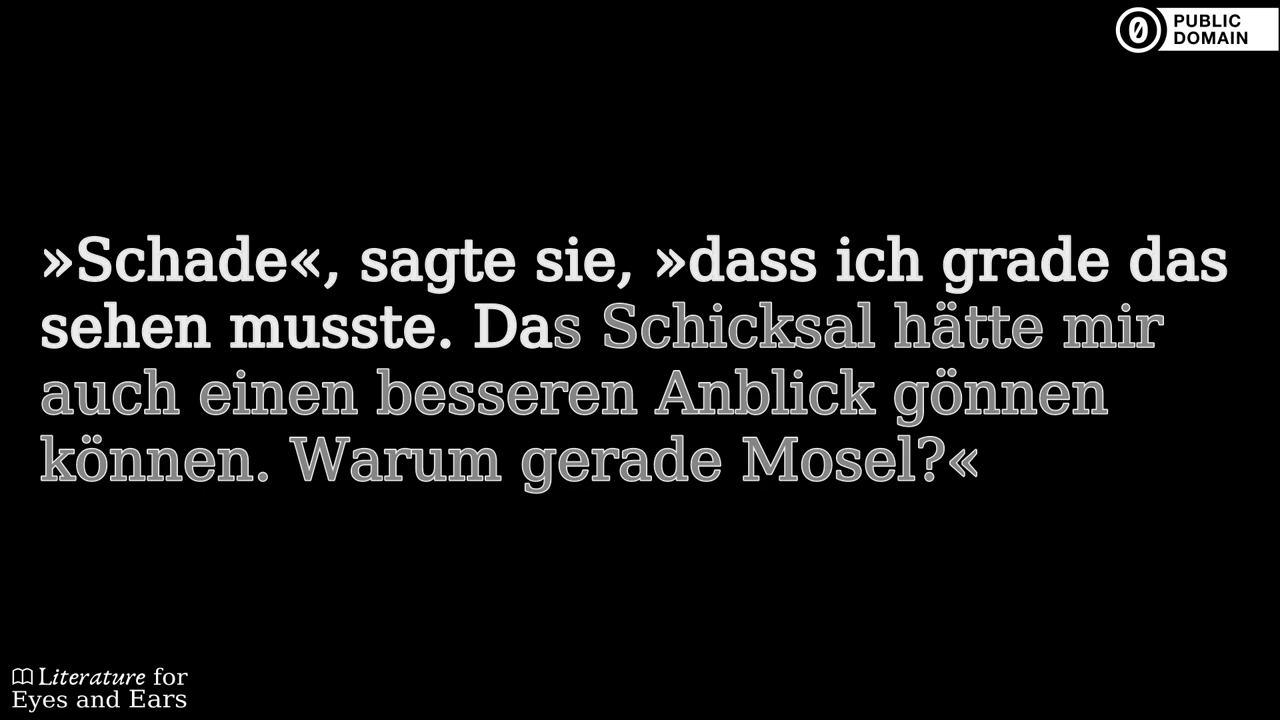 PUBLIC
DOMAIN
»Schade«, sagte sie, »dass ich grade das
sehen musste. Das Schicksal hätte mir
auch einen besseren Anblick gönnen
können. Warum gerade Mosel?«
Literature for
Eyes and Ears